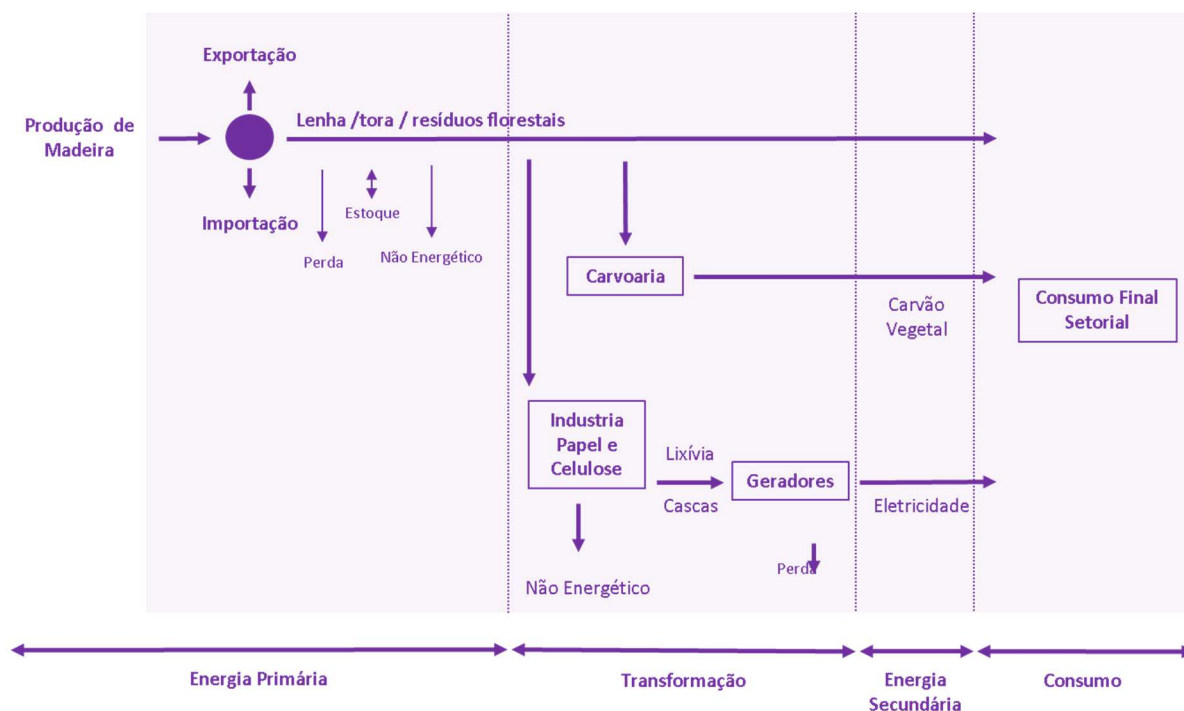 Exportação
Produção de
Madeira
Lenha /tora / resíduos florestais
Importação
Estoque
Perda
Não Energético
Carvoaria
Carvão
Vegetal
Consumo Final
Setorial
Industria
Papel e
Celulose
Lixívia
Cascas
Geradores
Eletricidade
Perda
Não Energético
Energia Primária
Transformação
Energia
Secundária
Consumo